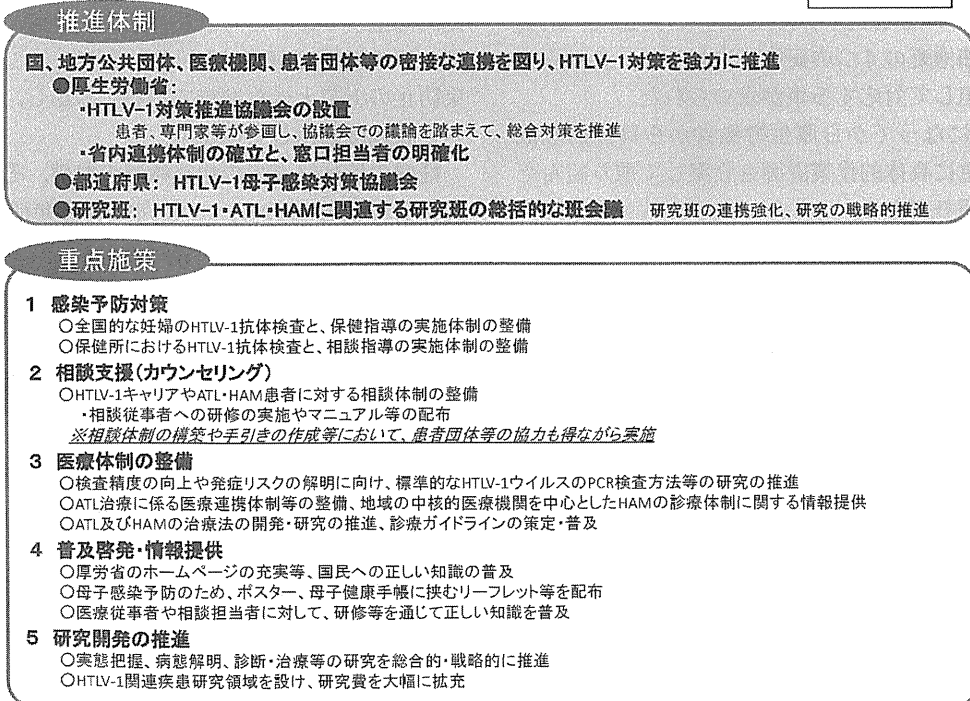 推進体制
国、地方公共団体、医療機関、患者団体等の密接な連携を図り、HTLV-1対策を強力に推進
●厚生労働省:
・HTLV-1対策推進協議会の設置
患者、専門家等が参画し、協議会での議論を踏まえて、総合対策を推進
・省内連携体制の確立と、窓口担当者の明確化
●都道府県: HTLV-1母子感染対策協議会
●研究班: HTLV-1・ATL・HAMに関連する研究班の総括的な班会議 研究班の連携強化、研究の戦略的推進
重点施策
1 感染予防対策
○全国的な妊婦のHTLV-1抗体検査と、保健指導の実施体制の整備
○保健所におけるHTLV-1抗体検査と、相談指導の実施体制の整備
2 相談支援(カウンセリング)
○HTLV-1キャリアやATL・HAM患者に対する相談体制の整備
・相談従事者への研修の実施やマニュアル等の配布
※相談体制の構築や手引きの作成等において、患者団体等の協力も得ながら実施
3 医療体制の整備
○検査精度の向上や発症リスクの解明に向け、標準的なHTLV-1ウイルスのPCR検査方法等の研究の推進
○ATL治療に係る医療連携体制等の整備、地域の中核的医療機関を中心としたHAMの診療体制に関する情報提供
○ATL及びHAMの治療法の開発・研究の推進、診療ガイドラインの策定・普及
4 普及啓発・情報提供
○厚労省のホームページの充実等、国民への正しい知識の普及
○母子感染予防のため、ポスター、母子健康手帳に挟むリーフレット等を配布
○医療従事者や相談担当者に対して、研修等を通じて正しい知識を普及
5 研究開発の推進
○実態把握、病態解明、診断・治療等の研究を総合的・戦略的に推進
○HTLV-1関連疾患研究領域を設け、研究費を大幅に拡充